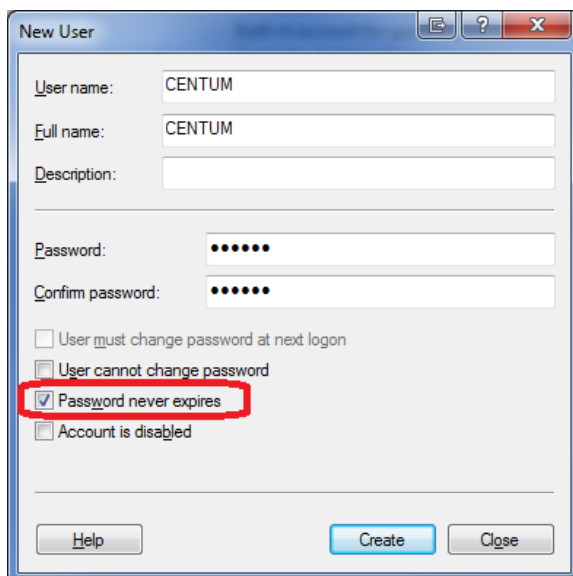 New User
User name: CENTUM
Full name: CENTUM
Description:
Password: ••••••
Confirm password: ••••••
User must change password at next logon
User cannot change password
Password never expires
Account is disabled
Help Create Close